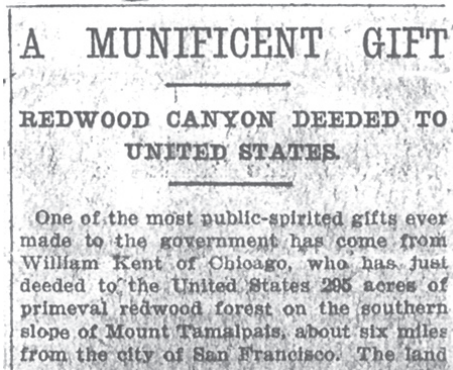 A MUNIFICENT GIFT
REDWOOD CANYON DEEDED TO
UNITED STATES.
One of the most public-spirited gifts ever
made to the government has come from
William Kent of Chicago, who has just
deeded to the United States 295 acres of
primeval redwood forest on the southern
slope of Mount Tamalpais, about six miles
from the city of San Francisco. The land